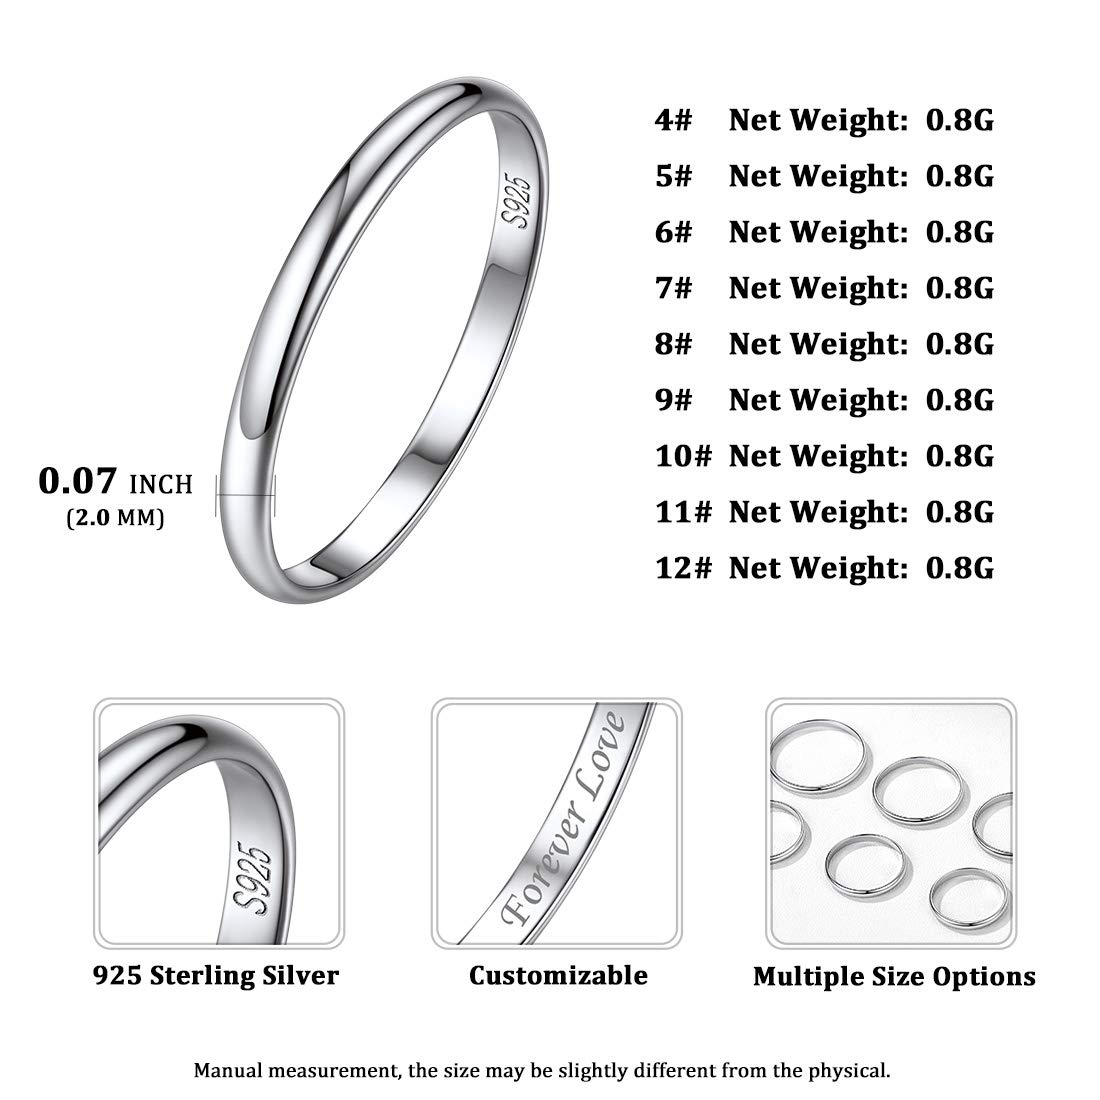 4# Net Weight: 0.8G
5# Net Weight: 0.8G
6# Net Weight: 0.8G
7# Net Weight: 0.8G
8# Net Weight: 0.8G
9# Net Weight: 0.8G
10# Net Weight: 0.8G
11# Net Weight: 0.8G
12# Net Weight: 0.8G
S925
0.07 INCH
(2.0 MM)
S925
Forever Love
925 Sterling Silver
Customizable
Multiple Size Options
Manual measurement, the size may be slightly different from the physical.